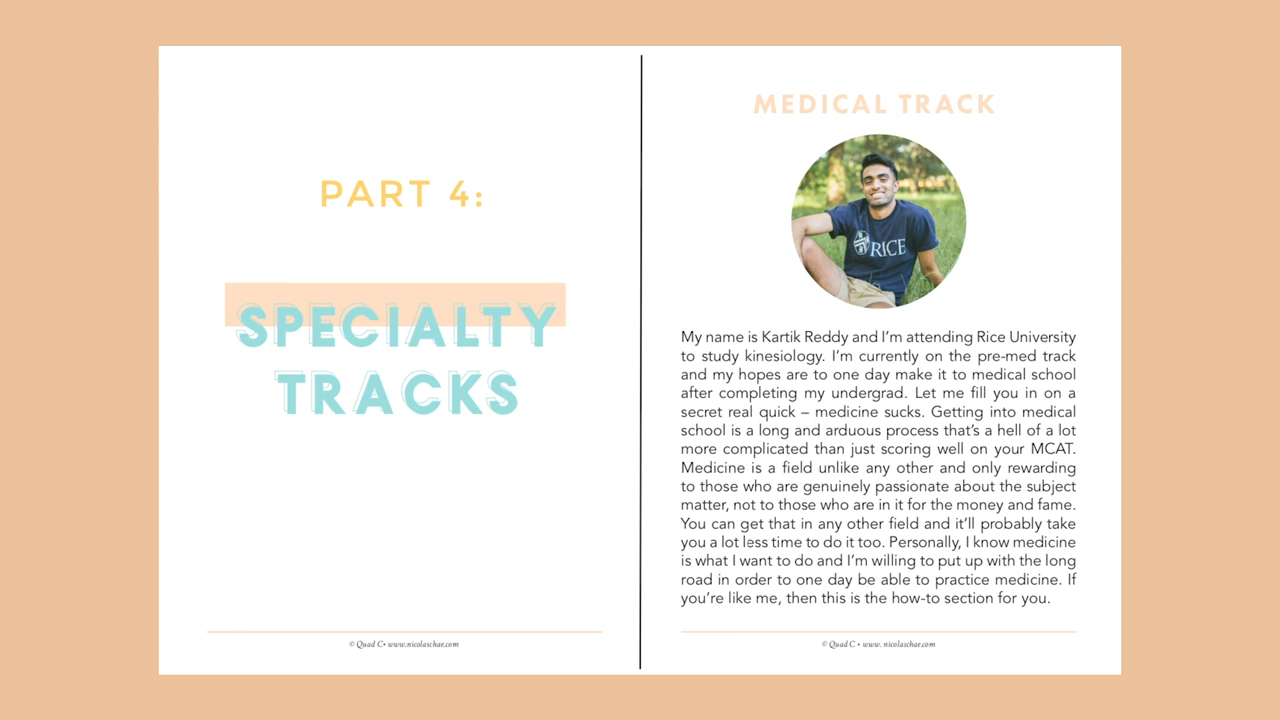 PART 4:
SPECIALTY
TRACKS
© Quad C• www.nicolaschae.com
MEDICAL TRACK
RICE
My name is Kartik Reddy and I’m attending Rice University
to study kinesiology. I’m currently on the pre-med track
and my hopes are to one day make it to medical school
after completing my undergrad. Let me fill you in on a
secret real quick – medicine sucks. Getting into medical
school is a long and arduous process that’s a hell of a lot
more complicated than just scoring well on your MCAT.
Medicine is a field unlike any other and only rewarding
to those who are genuinely passionate about the subject
matter, not to those who are in it for the money and fame.
You can get that in any other field and it’ll probably take
you a lot less time to do it too. Personally, I know medicine
is what I want to do and I’m willing to put up with the long
road in order to one day be able to practice medicine. If
you’re like me, then this is the how-to section for you.
© Quad C • www. nicolaschae.com